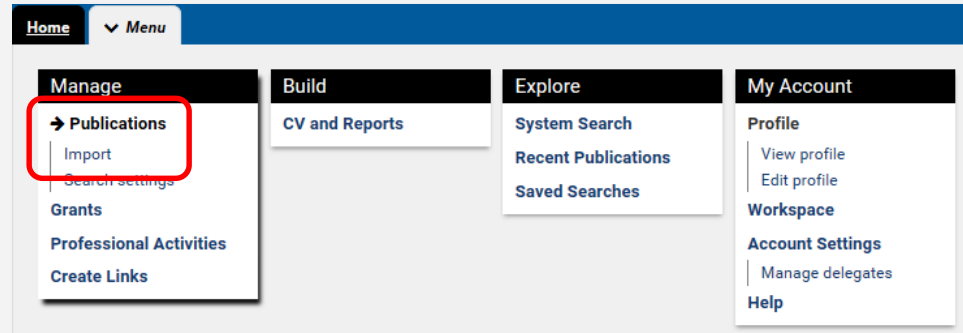 Home
Menu
Manage
Publications
Import
Search settings
Grants
Professional Activities
Create Links
Build
CV and Reports
Explore
System Search
Recent Publications
Saved Searches
My Account
Profile
View profile
Edit profile
Workspace
Account Settings
Manage delegates
Help